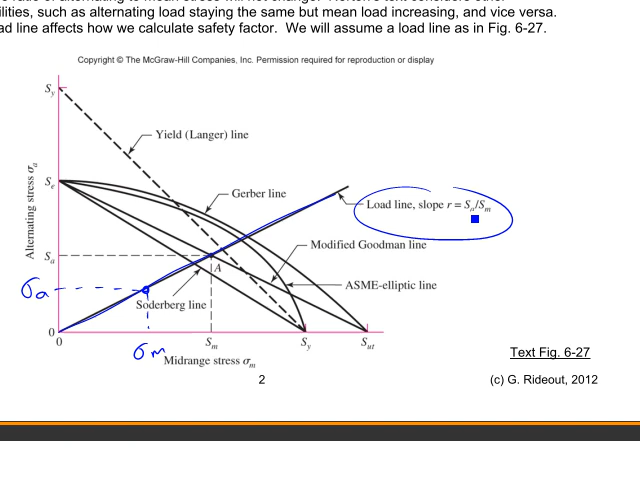 ilities, such as alternating load staying the same but mean load increasing, and vice versa.
ad line affects how we calculate safety factor. We will assume a load line as in Fig. 6-27.
Copyright © The McGraw-Hill Companies, Inc. Permission required for reproduction or display
Sy
Yield (Langer) line
Se
Gerber line
Load line, slope r = Sa/Sm
Alternating stress σa
Modified Goodman line
Sa
A
ASME-elliptic line
σa
Soderberg line
0
0
Sm
Sy
Sut
σm
Midrange stress σm
Text Fig. 6-27
2
(c) G. Rideout, 2012